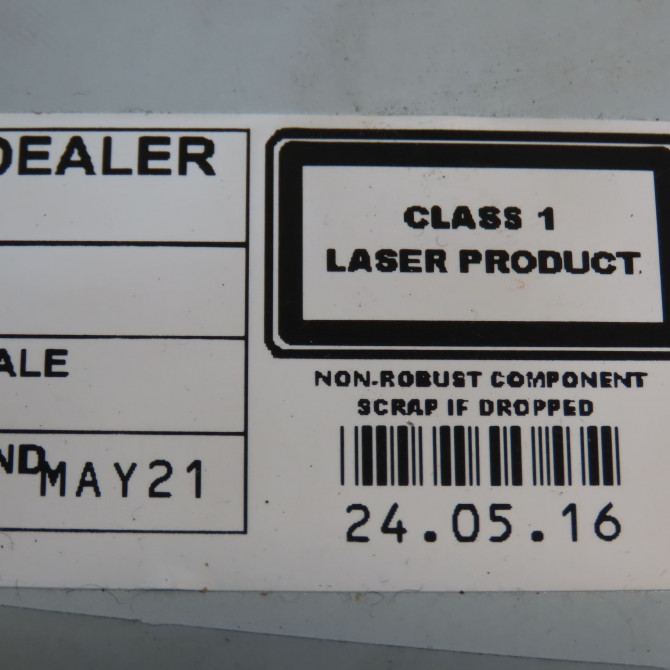 DEALER
ALE
ND MAY21
CLASS 1
LASER PRODUCT
NON-ROBUST COMPONENT
SCRAP IF DROPPED
24.05.16